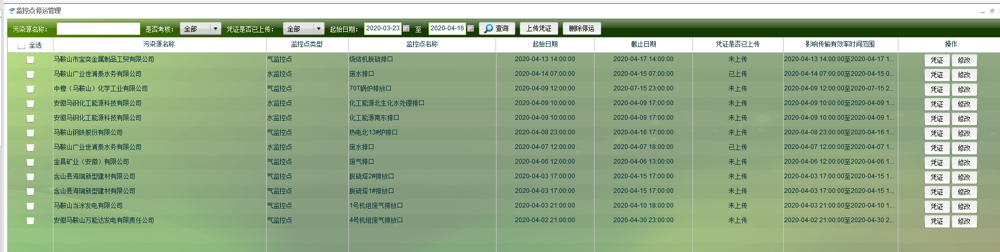 监控点停运管理
污染源名称： 是否考核： 全部 凭证是否已上传： 全部 起始日期： 2020-03-23 至 2020-04-16 查询 上传凭证 删除停运
全选 污染源名称 监控点类型 监控点名称 起始日期 截止日期 凭证是否已上传 影响传输有效率时间范围 操作
马鞍山市宝奕金属制品工贸有限公司 气监控点 烧结机脱硫排口 2020-04-13 14:00:00 2020-04-17 14:00:00 未上传 2020-04-13 14:00:00至2020-04-17 1... 凭证 修改
马鞍山广业世浦泰水务有限公司 水监控点 废水排口 2020-04-14 07:00:00 2020-04-15 07:00:00 已上传 2020-04-14 07:00:00至2020-04-15 0... 凭证 修改
中橡（马鞍山）化学工业有限公司 气监控点 70T锅炉排放口 2020-04-09 12:00:00 2020-07-15 23:00:00 未上传 2020-04-09 12:00:00至2020-07-15 2... 凭证 修改
安徽马钢化工能源科技有限公司 水监控点 化工能源北生化水处理排口 2020-04-09 10:00:00 2020-04-09 17:00:00 未上传 2020-04-09 10:00:00至2020-04-09 1... 凭证 修改
安徽马钢化工能源科技有限公司 水监控点 化工能源南东排口 2020-04-09 10:00:00 2020-04-09 17:00:00 未上传 2020-04-09 10:00:00至2020-04-09 1... 凭证 修改
马鞍山钢铁股份有限公司 气监控点 热电北13#炉排口 2020-04-08 23:00:00 2020-04-16 17:00:00 未上传 2020-04-08 23:00:00至2020-04-16 1... 凭证 修改
马鞍山广业世浦泰水务有限公司 水监控点 废水排口 2020-04-07 12:00:00 2020-04-07 18:00:00 已上传 2020-04-07 12:00:00至2020-04-07 1... 凭证 修改
金昌矿业（安徽）有限公司 气监控点 废气排口 2020-04-06 12:00:00 2020-04-06 13:00:00 未上传 2020-04-06 12:00:00至2020-04-06 1... 凭证 修改
含山县海瑞新型建材有限公司 气监控点 脱硫塔2#排放口 2020-04-03 17:00:00 2020-04-15 17:00:00 未上传 2020-04-03 17:00:00至2020-04-15 1... 凭证 修改
含山县海瑞新型建材有限公司 气监控点 脱硫塔1#排放口 2020-04-03 17:00:00 2020-04-15 17:00:00 未上传 2020-04-03 17:00:00至2020-04-15 1... 凭证 修改
马鞍山当涂发电有限公司 气监控点 1号机组废气排放口 2020-04-03 21:00:00 2020-04-10 18:00:00 未上传 2020-04-03 21:00:00至2020-04-10 1... 凭证 修改
安徽马鞍山万能达发电有限责任公司 气监控点 4号机组废气排放口 2020-04-02 21:00:00 2020-04-30 23:00:00 未上传 2020-04-02 21:00:00至2020-04-30 2... 凭证 修改